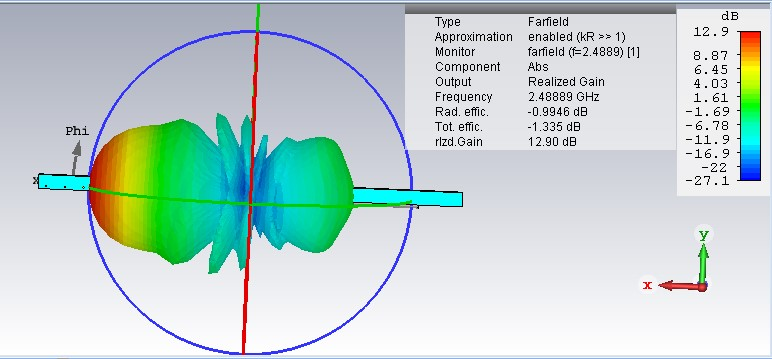 Type Farfield
Approximation enabled (kR >> 1)
Monitor farfield (f=2.4889) [1]
Component Abs
Output Realized Gain
Frequency 2.48889 GHz
Rad. effic. -0.9946 dB
Tot. effic. -1.335 dB
rlzd.Gain 12.90 dB
dB
12.9
8.87
6.45
4.03
1.61
-1.69
-6.78
-11.9
-16.9
-22
-27.1
Phi
x
y
x